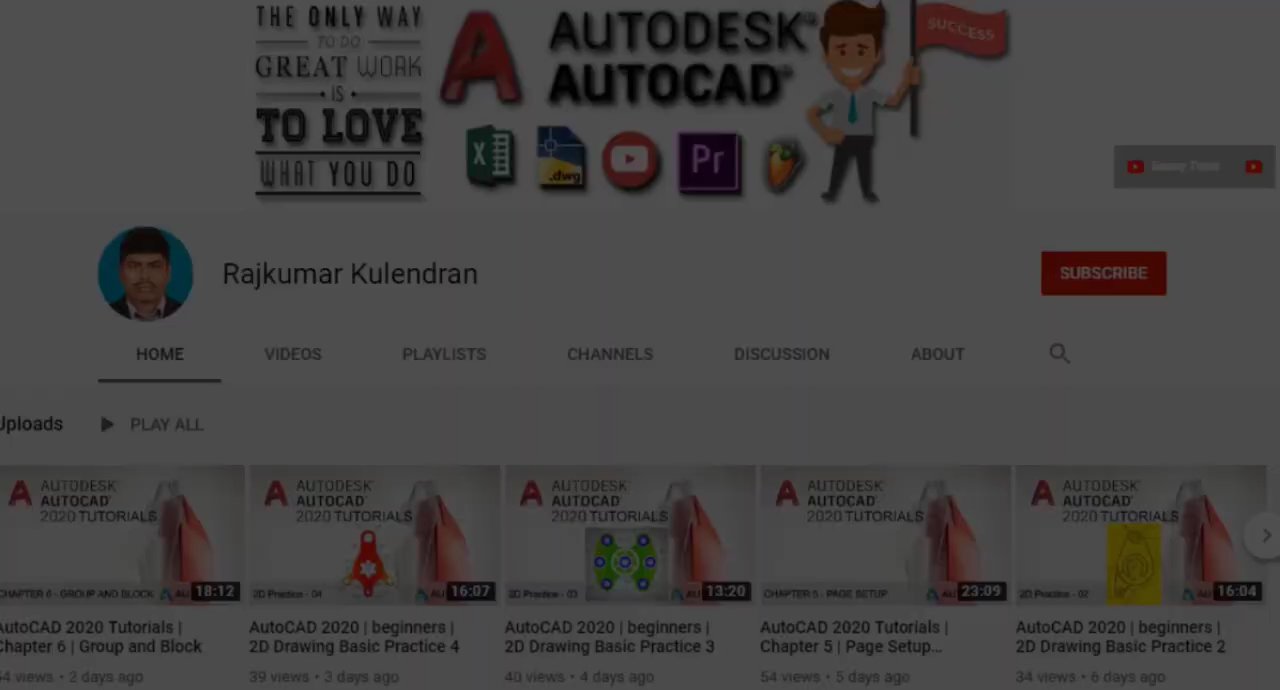 THE ONLY WAY
TO DO
GREAT WORK
IS
TO LOVE
WHAT YOU DO
AUTODESK®
AUTOCAD®
SUCCESS
X
.dwg
Pr
Rajkumar Kulendran
SUBSCRIBE
HOME VIDEOS PLAYLISTS CHANNELS DISCUSSION ABOUT
Uploads PLAY ALL
AUTODESK® AUTODESK® AUTODESK® AUTODESK® AUTODESK®
AUTOCAD® AUTOCAD® AUTOCAD® AUTOCAD® AUTOCAD®
2020 TUTORIALS 2020 TUTORIALS 2020 TUTORIALS 2020 TUTORIALS 2020 TUTORIALS
CHAPTER 6 - GROUP AND BLOCK 18:12 2D Practice - 04 16:07 2D Practice - 03 13:20 CHAPTER 5 - PAGE SETUP 23:09 2D Practice - 02 16:04
AutoCAD 2020 Tutorials | AutoCAD 2020 | beginners | AutoCAD 2020 | beginners | AutoCAD 2020 Tutorials | AutoCAD 2020 | beginners |
Chapter 6 | Group and Block 2D Drawing Basic Practice 4 2D Drawing Basic Practice 3 Chapter 5 | Page Setup... 2D Drawing Basic Practice 2
54 views • 2 days ago 39 views • 3 days ago 40 views • 4 days ago 54 views • 5 days ago 34 views • 6 days ago